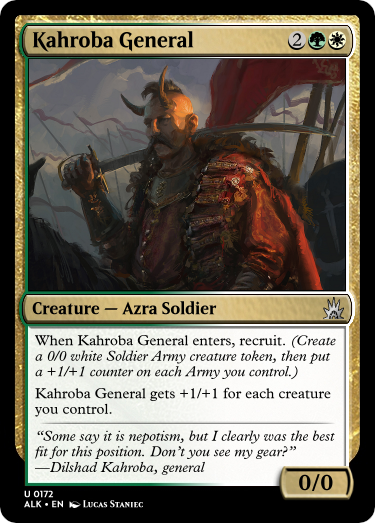 Kahroba General 2
Creature — Azra Soldier
When Kahroba General enters, recruit. (Create
a 0/0 white Soldier Army creature token, then put
a +1/+1 counter on each Army you control.)
Kahroba General gets +1/+1 for each creature
you control.
“Some say it is nepotism, but I clearly was the best
fit for this position. Don’t you see my gear?”
—Dilshad Kahroba, general
0/0
U 0172
ALK • EN Lucas Staniec